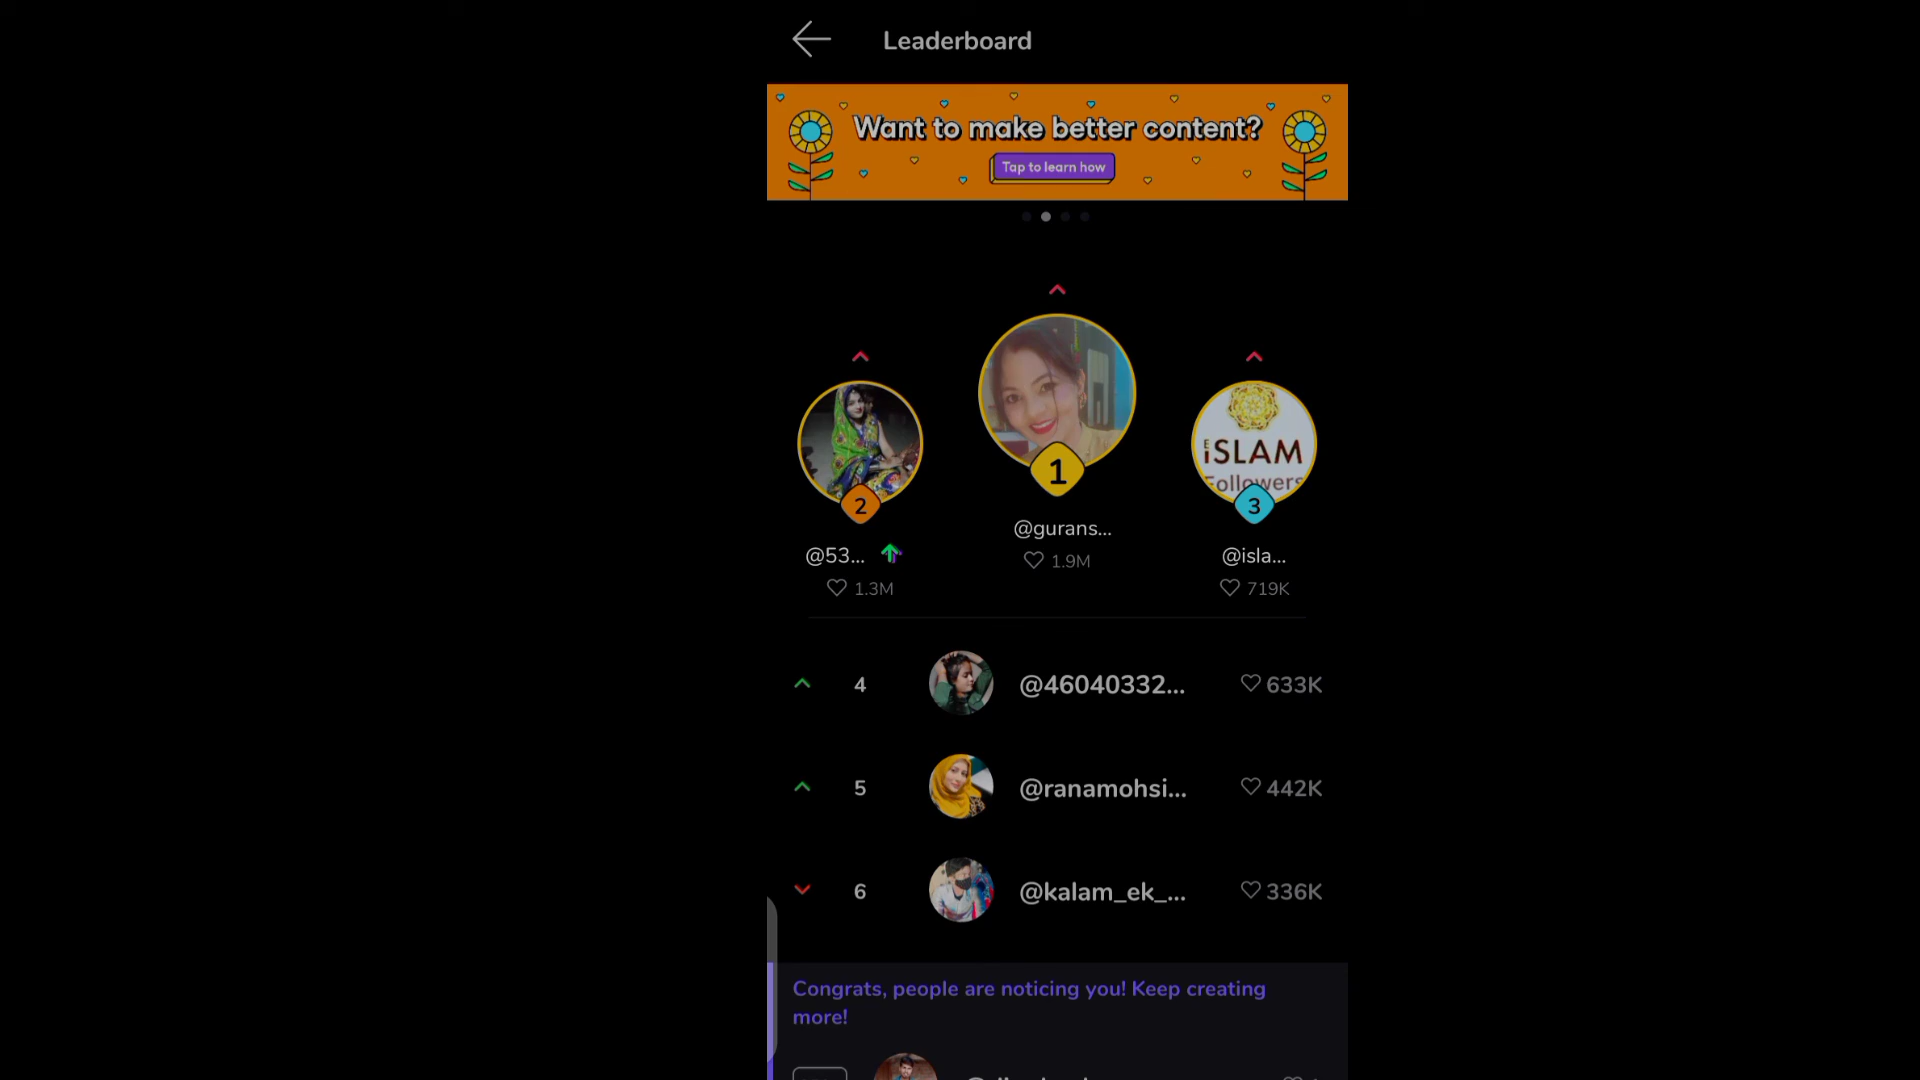 Leaderboard
Want to make better content?
Tap to learn how
1
2
3
@gurans...
1.9M
@53...
1.3M
@isla...
719K
iSLAM
Followers
4 @46040332... 633K
5 @ranamohsi... 442K
6 @kalam_ek_... 336K
Congrats, people are noticing you! Keep creating
more!